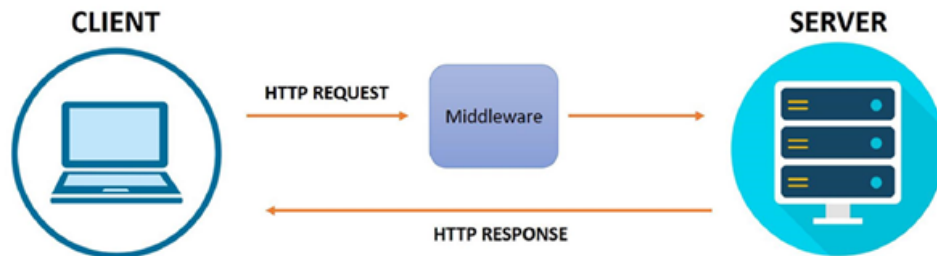 CLIENT
SERVER
HTTP REQUEST
Middleware
HTTP RESPONSE